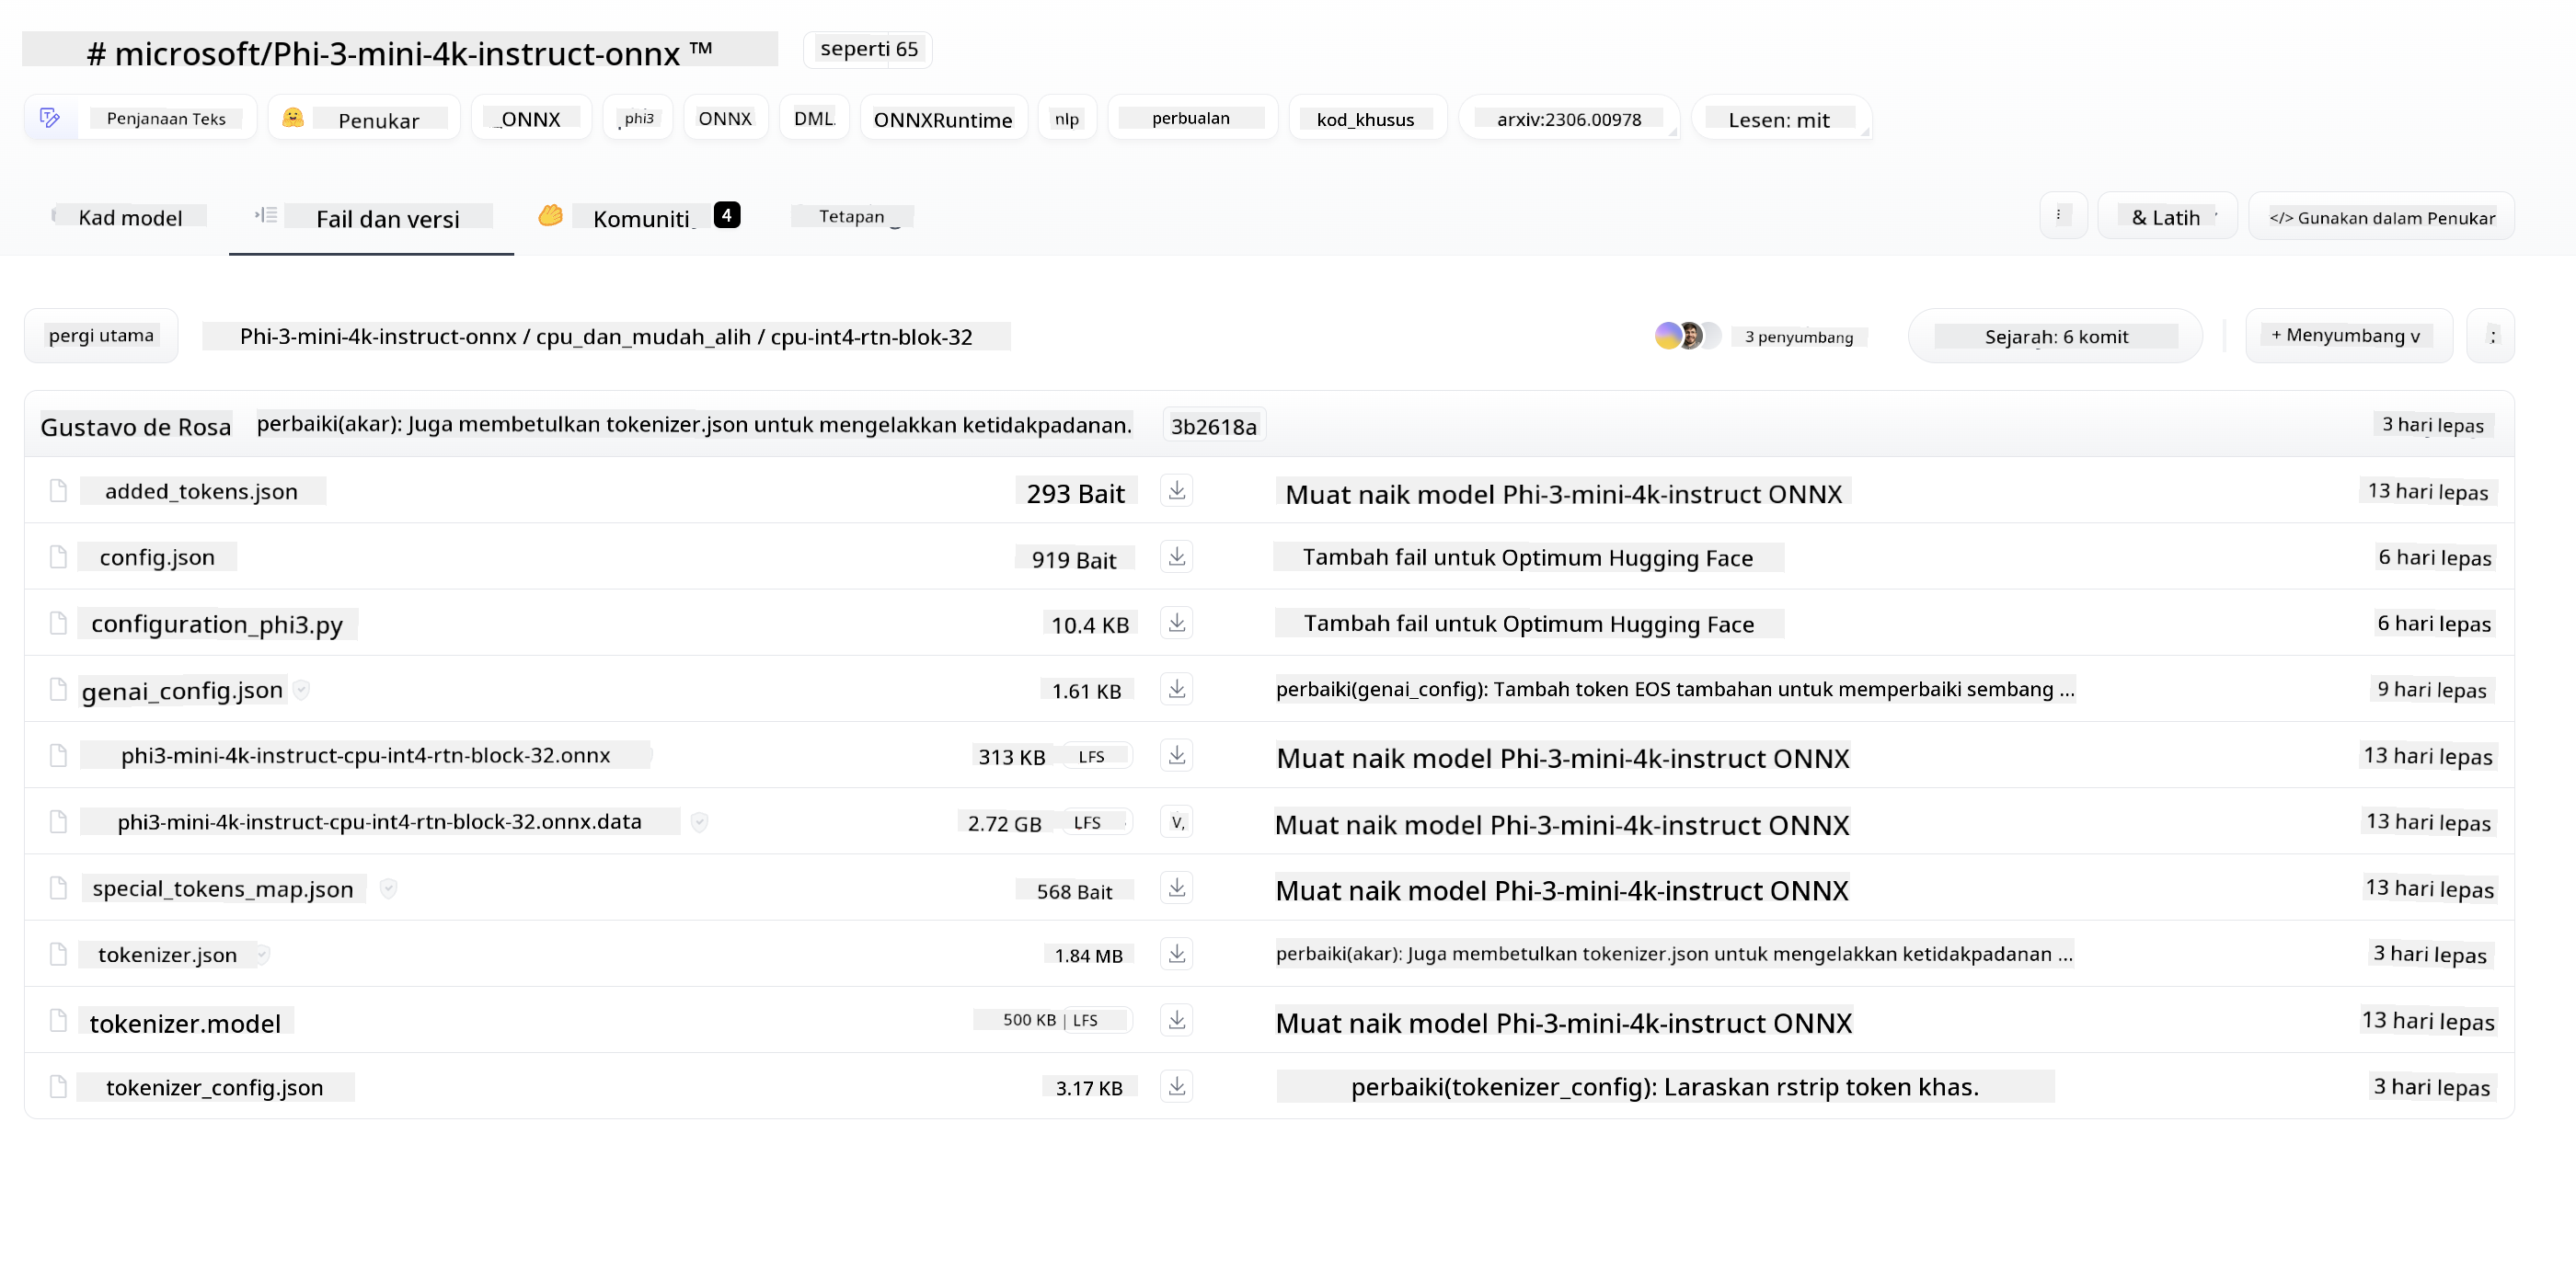 # microsoft/Phi-3-mini-4k-instruct-onnx ™ seperti 65
Penjanaan Teks Penukar _ONNX phi3 ONNX DML ONNXRuntime nlp perbualan kod_khusus arxiv:2306.00978 Lesen: mit
Kad model Fail dan versi Komuniti 4 Tetapan ⋮ & Latih </> Gunakan dalam Penukar
pergi utama Phi-3-mini-4k-instruct-onnx / cpu_dan_mudah_alih / cpu-int4-rtn-blok-32 3 penyumbang Sejarah: 6 komit + Menyumbang v ;
Gustavo de Rosa perbaiki(akar): Juga membetulkan tokenizer.json untuk mengelakkan ketidakpadanan. 3b2618a 3 hari lepas
added_tokens.json 293 Bait Muat naik model Phi-3-mini-4k-instruct ONNX 13 hari lepas
config.json 919 Bait Tambah fail untuk Optimum Hugging Face 6 hari lepas
configuration_phi3.py 10.4 KB Tambah fail untuk Optimum Hugging Face 6 hari lepas
genai_config.json 1.61 KB perbaiki(genai_config): Tambah token EOS tambahan untuk memperbaiki sembang ... 9 hari lepas
phi3-mini-4k-instruct-cpu-int4-rtn-block-32.onnx 313 KB LFS Muat naik model Phi-3-mini-4k-instruct ONNX 13 hari lepas
phi3-mini-4k-instruct-cpu-int4-rtn-block-32.onnx.data 2.72 GB LFS V, Muat naik model Phi-3-mini-4k-instruct ONNX 13 hari lepas
special_tokens_map.json 568 Bait Muat naik model Phi-3-mini-4k-instruct ONNX 13 hari lepas
tokenizer.json 1.84 MB perbaiki(akar): Juga membetulkan tokenizer.json untuk mengelakkan ketidakpadanan ... 3 hari lepas
tokenizer.model 500 KB | LFS Muat naik model Phi-3-mini-4k-instruct ONNX 13 hari lepas
tokenizer_config.json 3.17 KB perbaiki(tokenizer_config): Laraskan rstrip token khas. 3 hari lepas